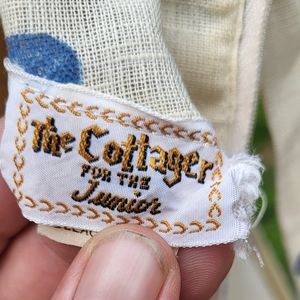 the Cottager
FOR THE
Junior